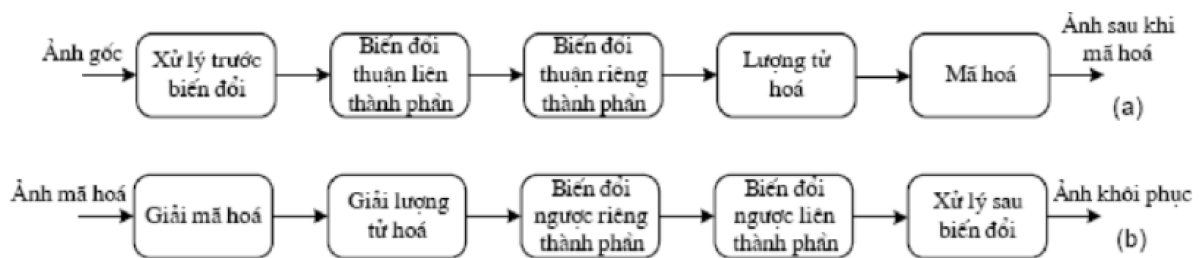 Ảnh gốc
Xử lý trước
biến đổi
Biến đổi
thuận liên
thành phần
Biến đổi
thuận riêng
thành phần
Lượng tử
hoá
Mã hoá
Ảnh sau khi
mã hoá
(a)
Ảnh mã hoá
Giải mã hoá
Giải lượng
tử hoá
Biến đổi
ngược riêng
thành phần
Biến đổi
ngược liên
thành phần
Xử lý sau
biến đổi
Ảnh khôi phục
(b)